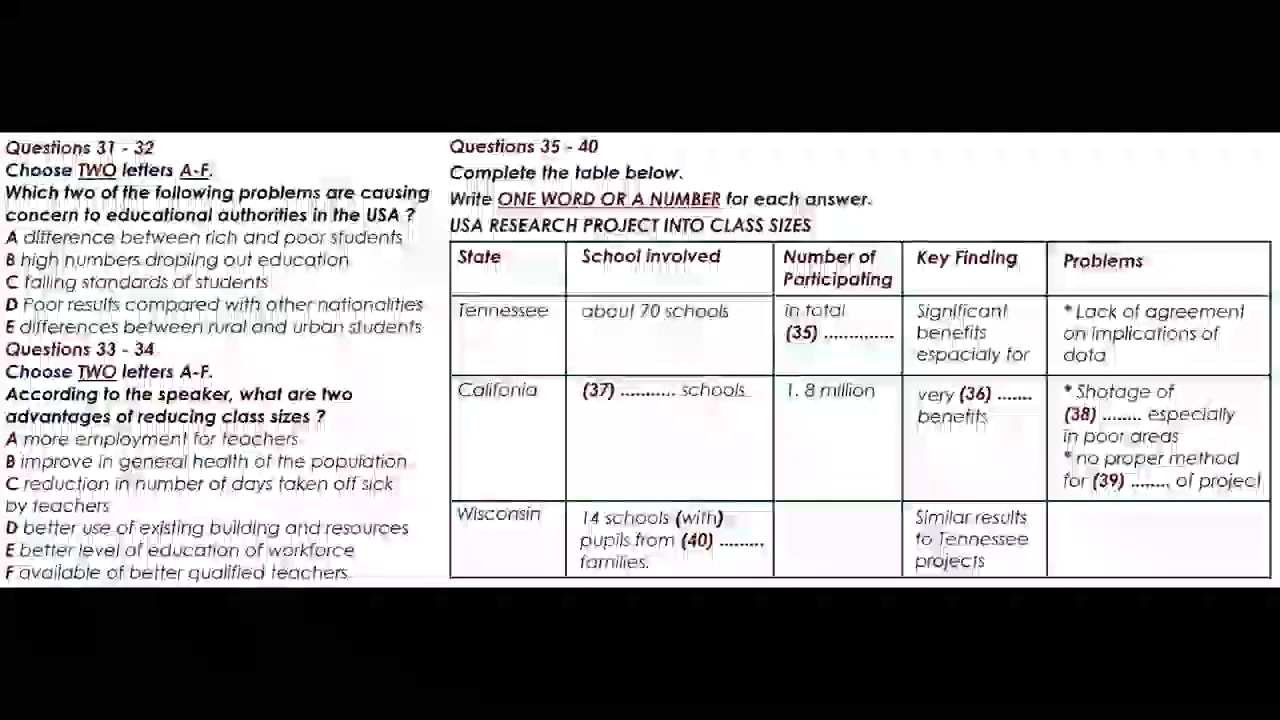 Questions 31 - 32
Choose TWO letters A-F.
Which two of the following problems are causing
concern to educational authorities in the USA ?
A difference between rich and poor students
B high numbers droping out education
C falling standards of students
D Poor results compared with other nationalities
E differences between rural and urban students
Questions 33 - 34
Choose TWO letters A-F.
According to the speaker, what are two
advantages of reducing class sizes ?
A more employment for teachers
B improve in general health of the population
C reduction in number of days taken off sick
by teachers
D better use of existing building and resources
E better level of education of workforce
F available of better qualified teachers
Questions 35 - 40
Complete the table below.
Write ONE WORD OR A NUMBER for each answer.
USA RESEARCH PROJECT INTO CLASS SIZES
State
School involved
Number of
Participating
Key Finding
Problems
Tennessee
about 70 schools
in total
(35) ..............
Significant
benefits
espacialy for
* Lack of agreement
on implications of
data
Califonia
(37) ........... schools
1. 8 million
very (36) .......
benefits
* Shotage of
(38) ........ especially
in poor areas
* no proper method
for (39) ........ of project
Wisconsin
14 schools (with)
pupils from (40) .........
families.
Similar results
to Tennessee
projects